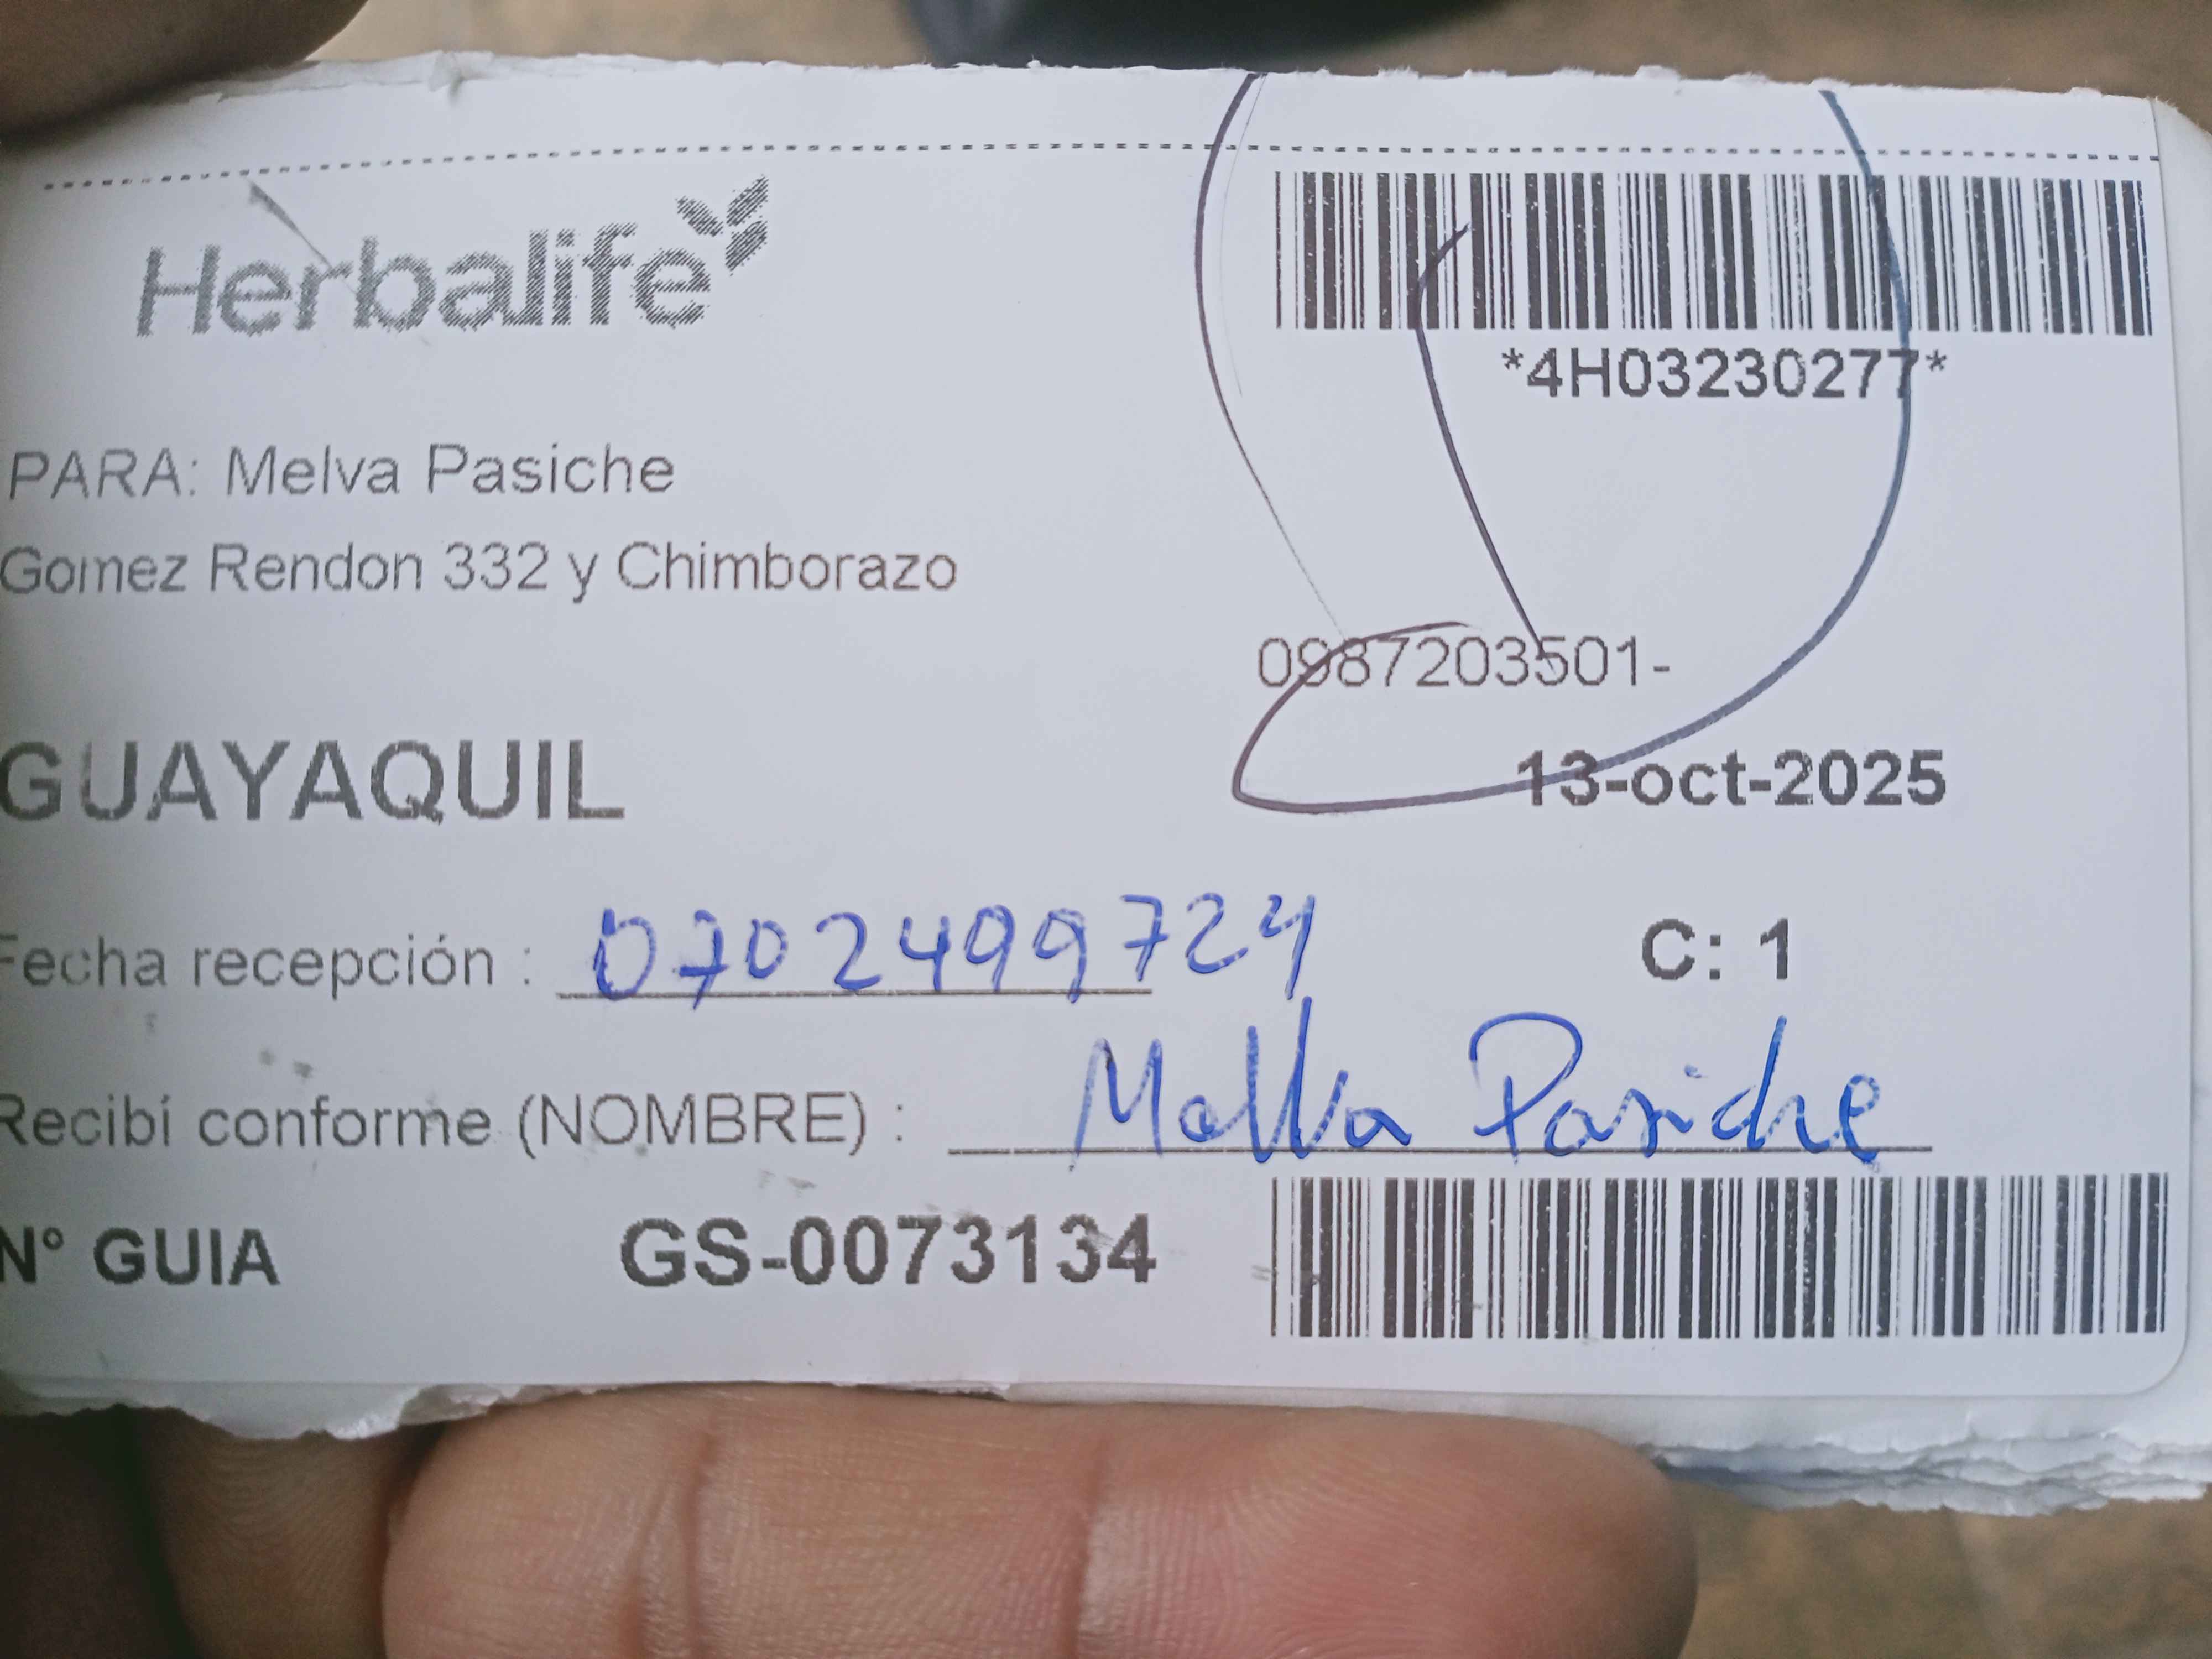 Herbalife
*4H03230277*
PARA: Melva Pasiche
Gomez Rendon 332 y Chimborazo
0987203501-
GUAYAQUIL
13-oct-2025
Fecha recepción : 0702499724
C: 1
Recibí conforme (NOMBRE) : Melva Pasiche
N° GUIA GS-0073134